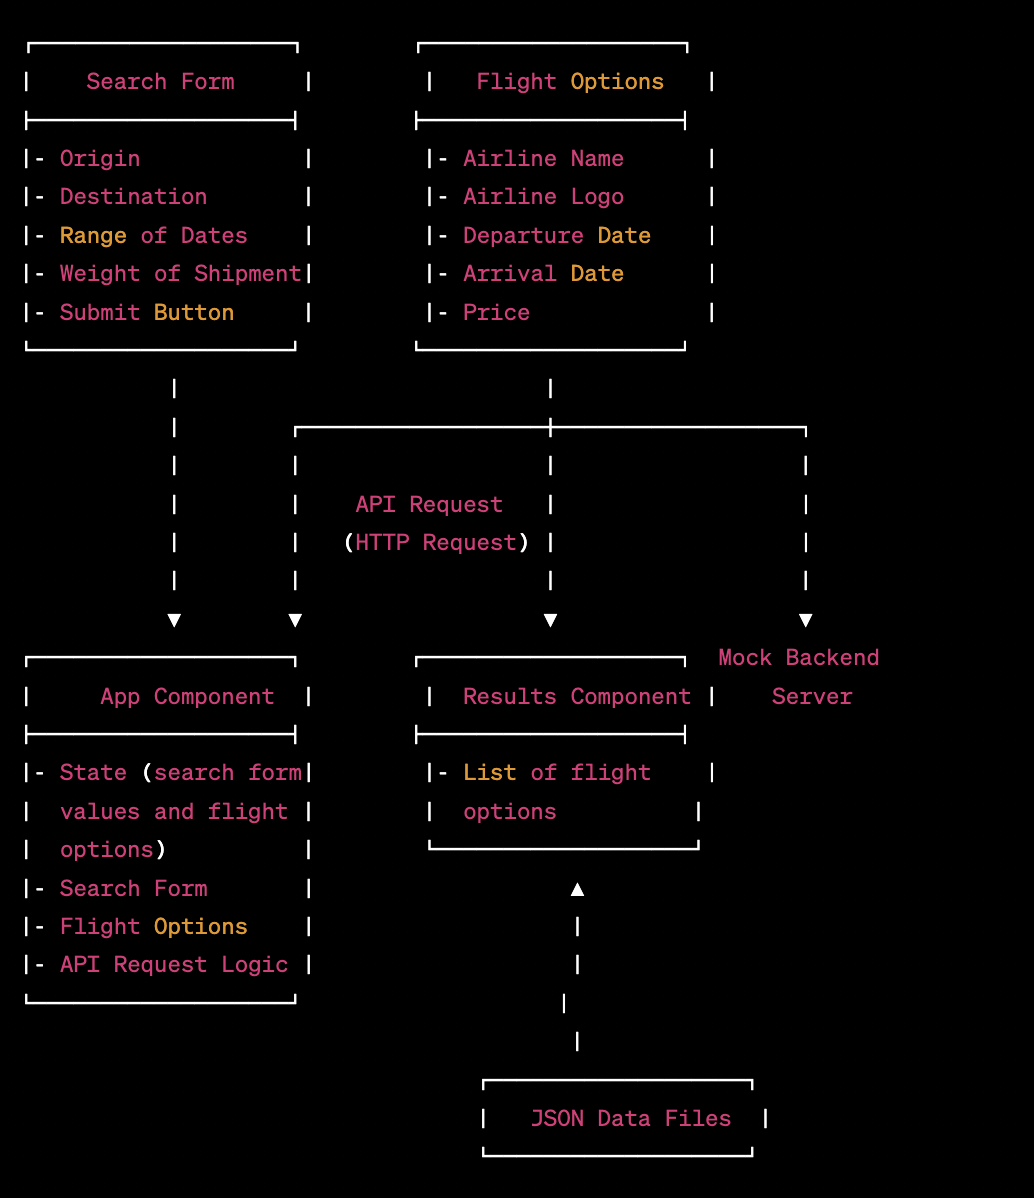 Search Form
- Origin
- Destination
- Range of Dates
- Weight of Shipment
- Submit Button
Flight Options
- Airline Name
- Airline Logo
- Departure Date
- Arrival Date
- Price
API Request
(HTTP Request)
App Component
- State (search form
values and flight
options)
- Search Form
- Flight Options
- API Request Logic
Results Component
- List of flight
options
Mock Backend
Server
JSON Data Files